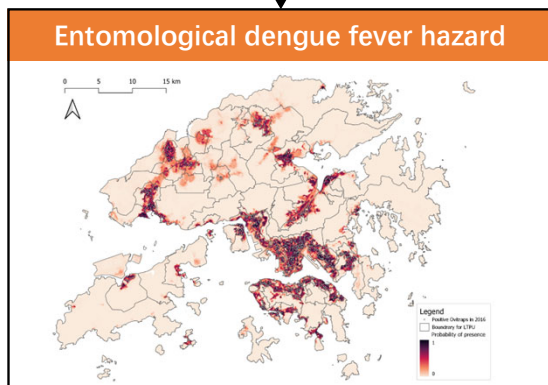 Entomological dengue fever hazard
0 5 10 15 km
Legend
Positive Ovitraps in 2016
Boundrary for LTPU
Probability of presence
1
0